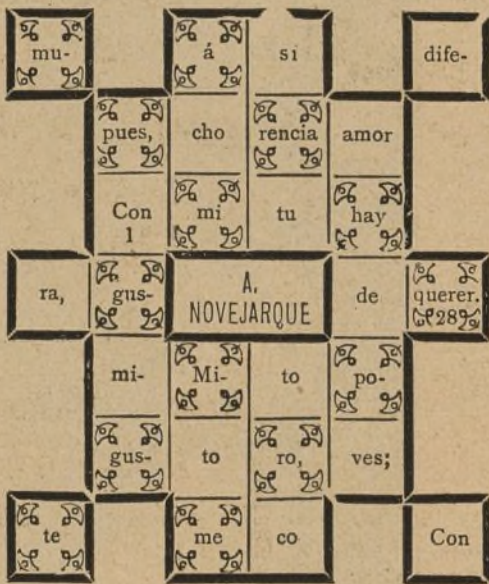 mu- á si dife-
pues, cho rencia amor
Con mi tu hay
1
ra, gus- A. de querer.
NOVEJARQUE 28
mi- Mi- to po-
gus- to ro, ves;
te me co Con